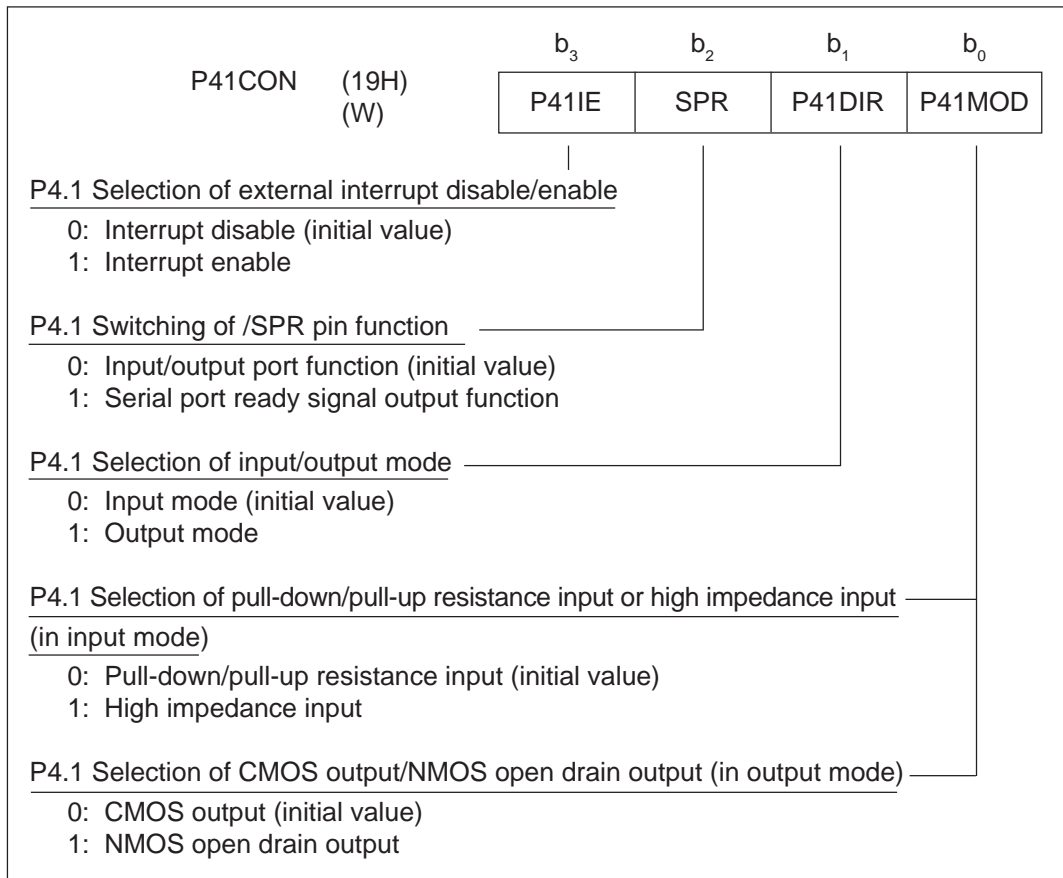 b3 b2 b1 b0
P41CON (19H)
(W)
P41IE SPR P41DIR P41MOD
P4.1 Selection of external interrupt disable/enable
0: Interrupt disable (initial value)
1: Interrupt enable
P4.1 Switching of /SPR pin function
0: Input/output port function (initial value)
1: Serial port ready signal output function
P4.1 Selection of input/output mode
0: Input mode (initial value)
1: Output mode
P4.1 Selection of pull-down/pull-up resistance input or high impedance input
(in input mode)
0: Pull-down/pull-up resistance input (initial value)
1: High impedance input
P4.1 Selection of CMOS output/NMOS open drain output (in output mode)
0: CMOS output (initial value)
1: NMOS open drain output